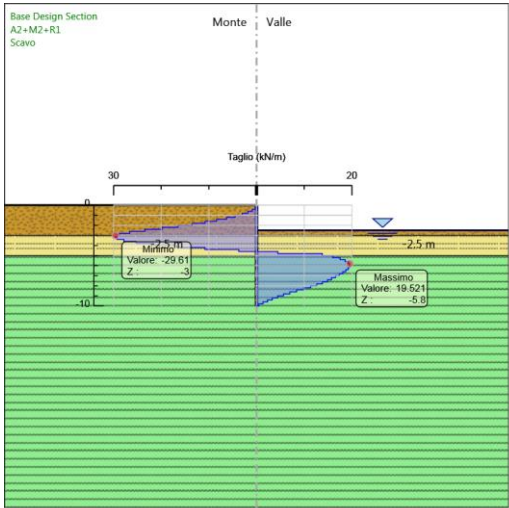 Base Design Section
A2+M2+R1
Scavo
Monte
Valle
Taglio (kN/m)
30
20
0
-2.5 m
-2.5 m
Minimo
Valore: -29.61
Z : -3
Massimo
Valore: 19.521
Z : -5.8
-10